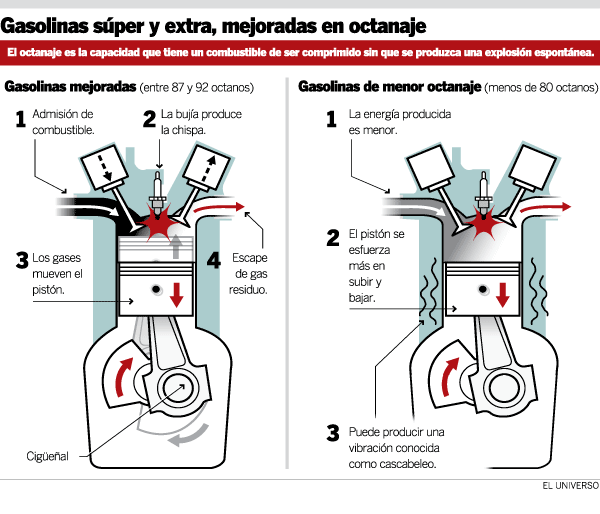 Gasolinas súper y extra, mejoradas en octanaje
El octanaje es la capacidad que tiene un combustible de ser comprimido sin que se produzca una explosión espontánea.
Gasolinas mejoradas (entre 87 y 92 octanos)
1 Admisión de
combustible.
2 La bujía produce
la chispa.
3 Los gases
mueven el
pistón.
4 Escape
de gas
residuo.
Cigüeñal
Gasolinas de menor octanaje (menos de 80 octanos)
1 La energía producida
es menor.
2 El pistón se
esfuerza
más en
subir y
bajar.
3 Puede producir una
vibración conocida
como cascabeleo.
EL UNIVERSO